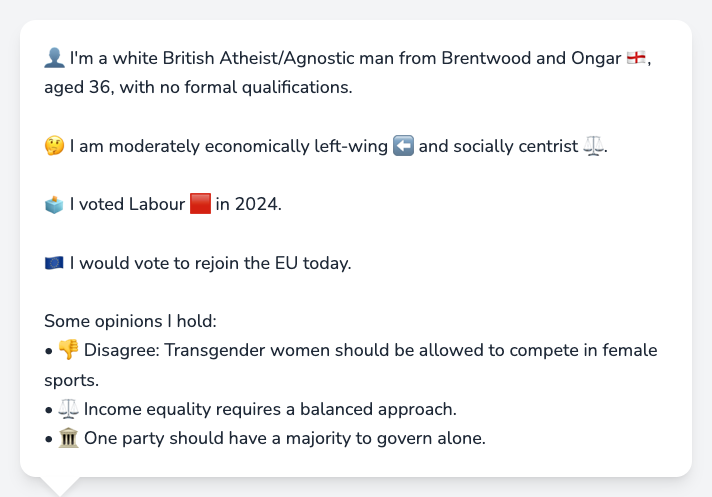 👤 I'm a white British Atheist/Agnostic man from Brentwood and Ongar 🏴󠁧󠁢󠁥󠁮󠁧󠁿,
aged 36, with no formal qualifications.
🤔 I am moderately economically left-wing ⬅️ and socially centrist ⚖️.
🗳️ I voted Labour 🟥 in 2024.
🇪🇺 I would vote to rejoin the EU today.
Some opinions I hold:
• 👎 Disagree: Transgender women should be allowed to compete in female
sports.
• ⚖️ Income equality requires a balanced approach.
• 🏛️ One party should have a majority to govern alone.